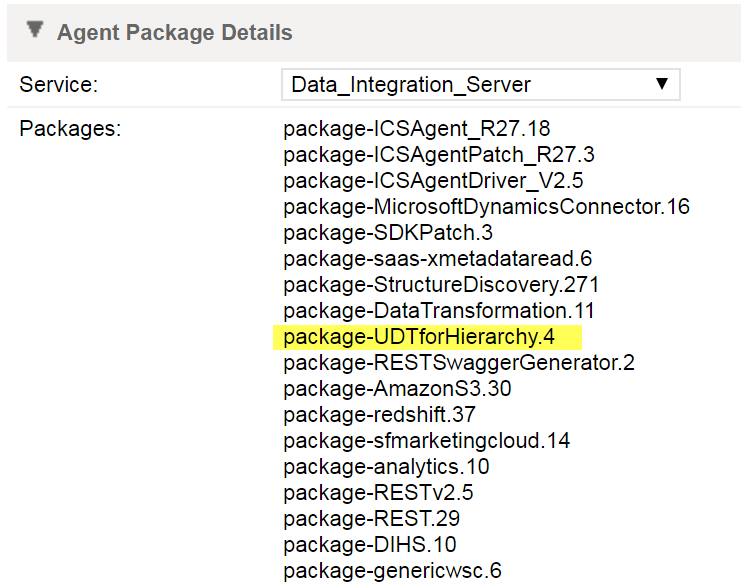 Agent Package Details
Service: Data_Integration_Server
Packages: package-ICSAgent_R27.18
package-ICSAgentPatch_R27.3
package-ICSAgentDriver_V2.5
package-MicrosoftDynamicsConnector.16
package-SDKPatch.3
package-saas-xmetadataread.6
package-StructureDiscovery.271
package-DataTransformation.11
package-UDTforHierarchy.4
package-RESTSwaggerGenerator.2
package-AmazonS3.30
package-redshift.37
package-sfmarketingcloud.14
package-analytics.10
package-RESTv2.5
package-REST.29
package-DIHS.10
package-genericwsc.6